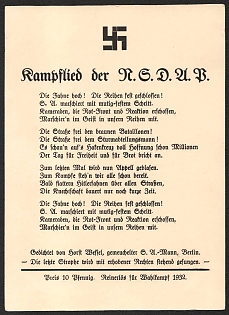 Kampflied der N.S.D.A.P.
Die Fahne hoch! Die Reihen fest geschlossen!
S. A. marschiert mit mutig-festem Schritt.
Kameraden, die Rot-Front und Reaktion erschossen,
Marschier'n im Geist in unsern Reihen mit.
Die Straße frei den braunen Bataillonen!
Die Straße frei dem Sturmabteilungsmann!
Es schau'n auf's Hakenkreuz voll Hoffnung schon Millionen
Der Tag für Freiheit und für Brot bricht an.
Zum letzten Mal wird nun Appell geblasen.
Zum Kampfe steh'n wir alle schon bereit.
Bald flattern Hitlerfahnen über allen Straßen,
Die Knechtschaft dauert nur noch kurze Zeit.
Die Fahne hoch! Die Reihen fest geschlossen!
S. A. marschiert mit mutig-festem Schritt.
Kameraden, die Rot-Front und Reaktion erschossen,
Marschier'n im Geist in unsern Reihen mit.
Gedichtet von Horst Wessel, gemeuchelter S. A.-Mann, Berlin.
– Die letzte Strophe wird mit erhobener Rechten stehend gesungen. –
Preis 10 Pfennig. Reinerlös für Wahlkampf 1932.